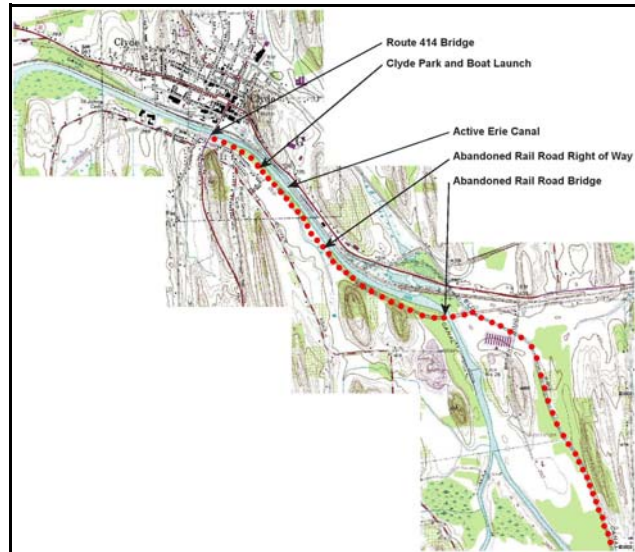 Route 414 Bridge
Clyde Park and Boat Launch
Clyde
Active Erie Canal
Abandoned Rail Road Right of Way
Abandoned Rail Road Bridge
CANAL